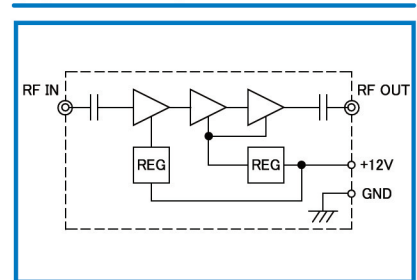 RF IN
RF OUT
REG
REG
+12V
GND